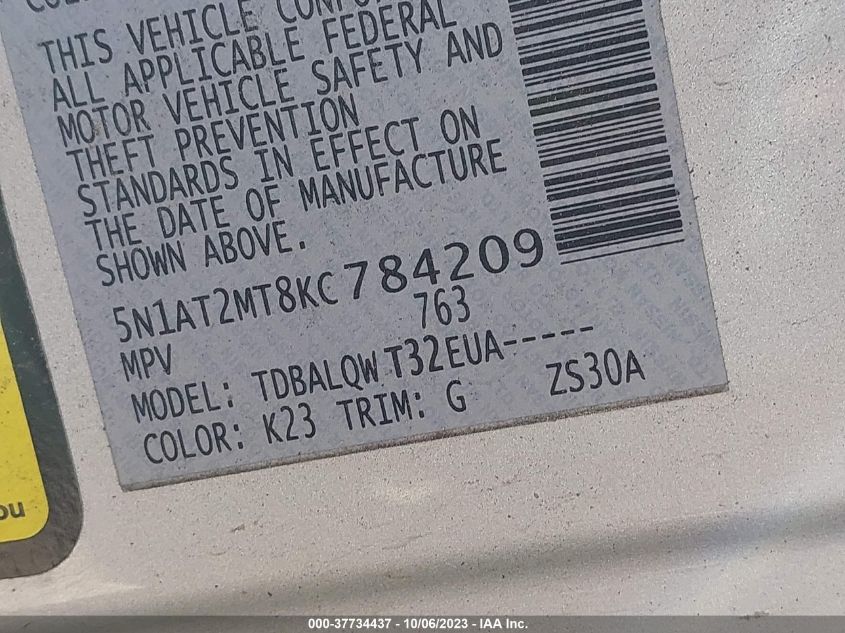 THIS VEHICLE
ALL APPLICABLE FEDERAL
MOTOR VEHICLE SAFETY AND
THEFT PREVENTION
STANDARDS IN EFFECT ON
THE DATE OF MANUFACTURE
SHOWN ABOVE.
5N1AT2MT8KC784209
MPV 763
MODEL: TDBALQW T32EUA-----
COLOR: K23 TRIM: G ZS30A
000-37734437 - 10/06/2023 - IAA Inc.